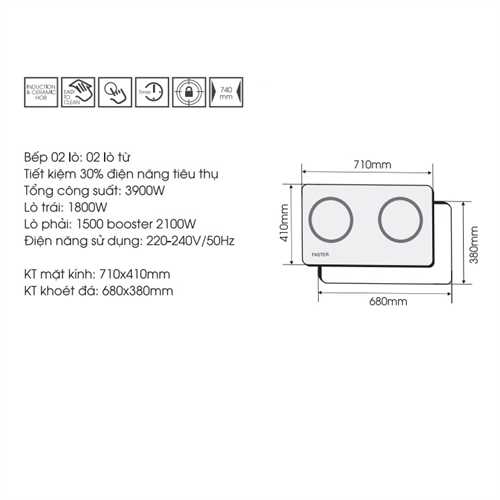 INDUCTION
& CERAMIC
HOB
EASY
TO
CLEAN
Timer
740
mm
Bếp 02 lò: 02 lò từ
Tiết kiệm 30% điện năng tiêu thụ
Tổng công suất: 3900W
Lò trái: 1800W
Lò phải: 1500 booster 2100W
Điện năng sử dụng: 220-240V/50Hz
KT mặt kính: 710x410mm
KT khoét đá: 680x380mm
710mm
410mm
380mm
FASTER
680mm